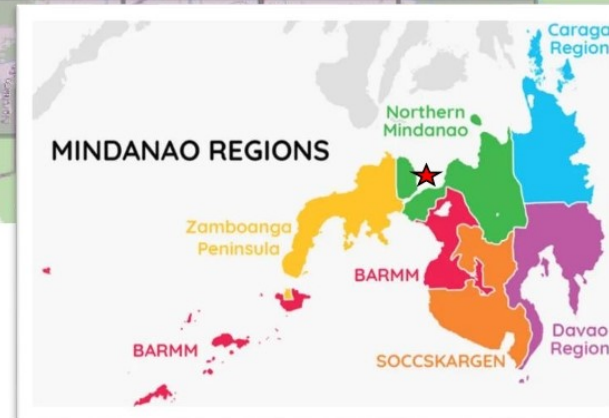 Caraga
Region
Northern
Mindanao
MINDANAO REGIONS
Zamboanga
Peninsula
BARMM
BARMM
SOCCSKARGEN
Davao
Region